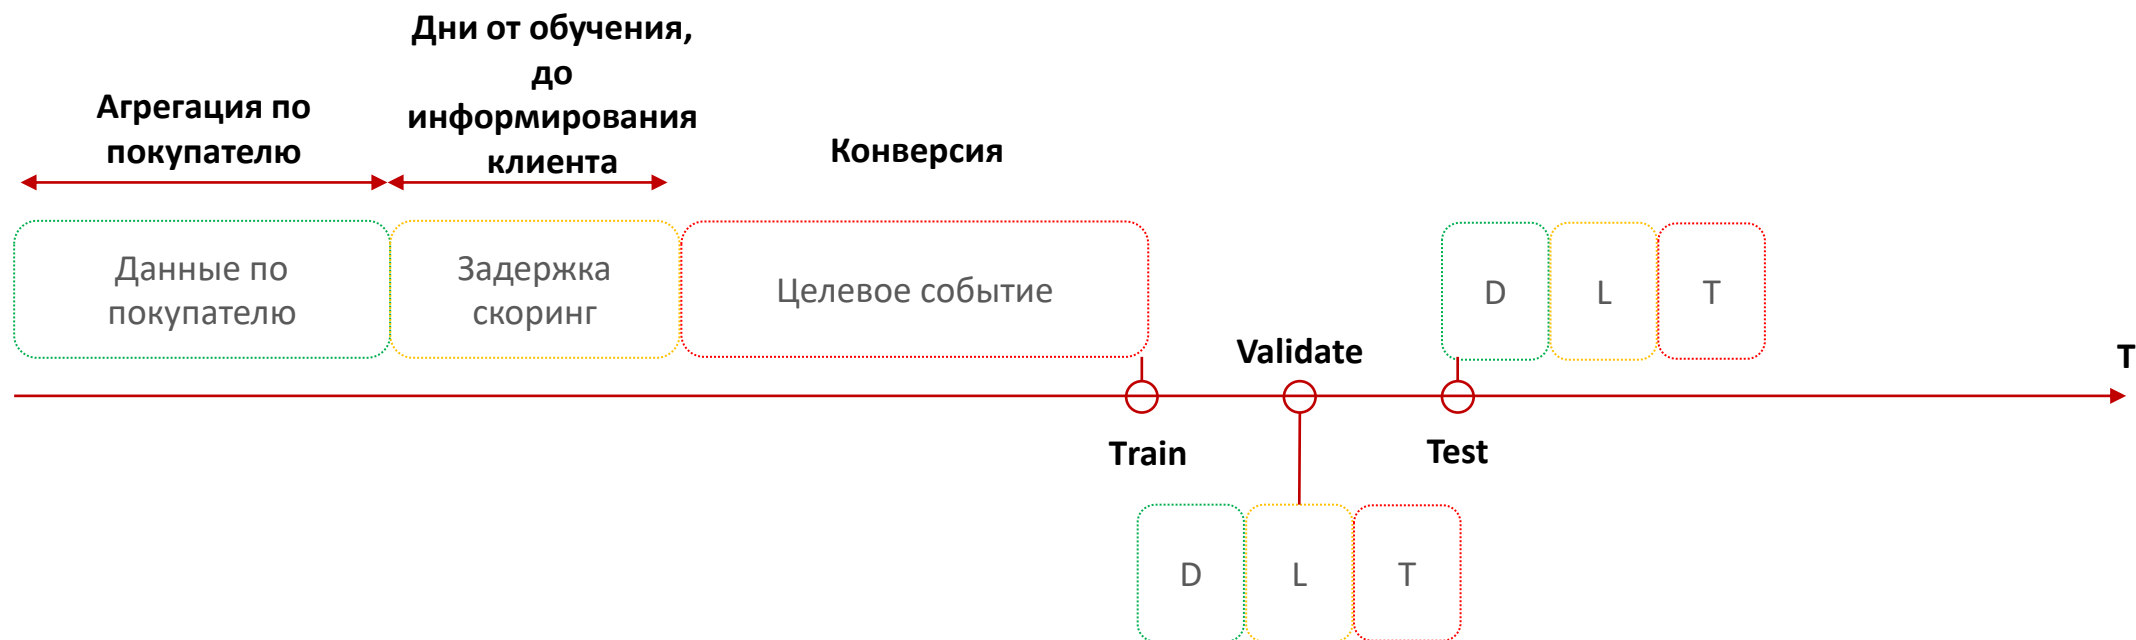 Дни от обучения,
до
информирования
клиента
Агрегация по
покупателю
Конверсия
Данные по
покупателю
Задержка
скоринг
Целевое событие
D
L
T
Validate
T
Train
Test
D
L
T